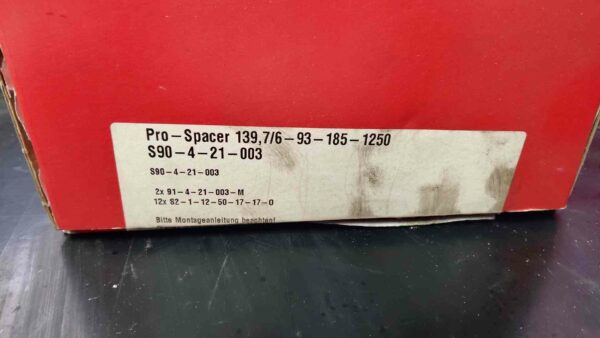 Pro-Spacer 139,7/6-93-185-1250
S90-4-21-003
S90-4-21-003
2x 91-4-21-003-M
12x S2-1-12-50-17-17-0
Bitte Montageanleitung beachten!